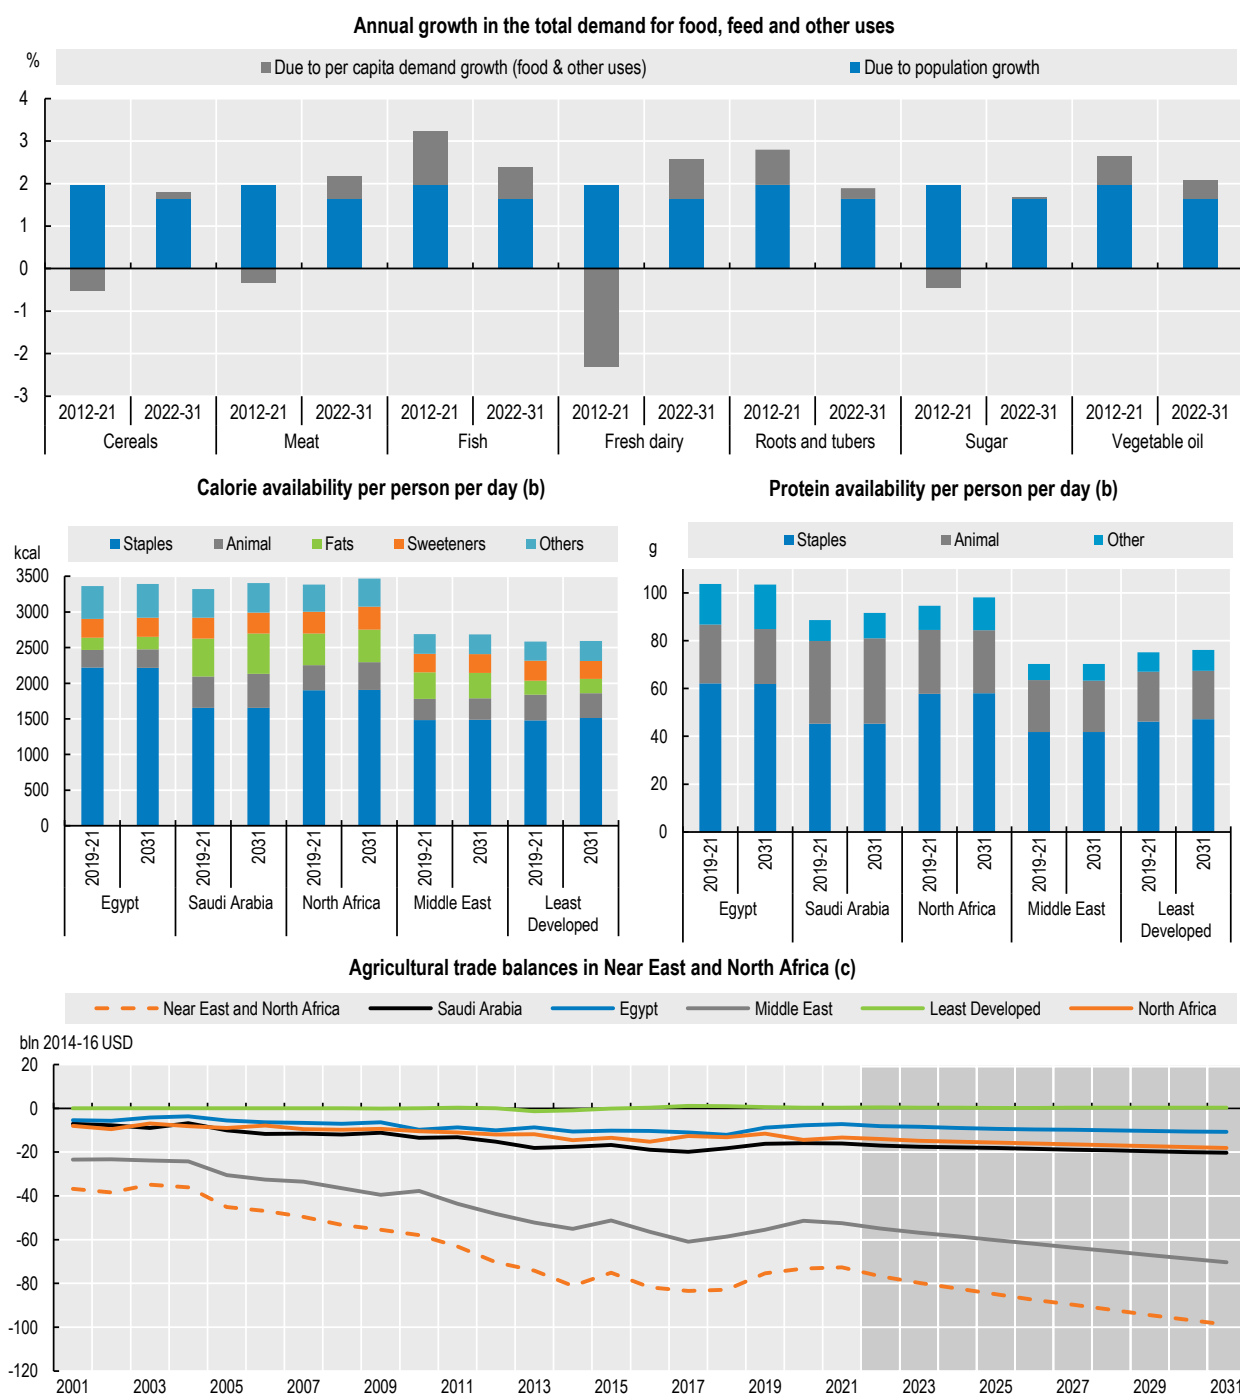 Annual growth in the total demand for food, feed and other uses
%
Due to per capita demand growth (food & other uses) Due to population growth
4
3
2
1
0
-1
-2
-3
2012-21 2022-31 2012-21 2022-31 2012-21 2022-31 2012-21 2022-31 2012-21 2022-31 2012-21 2022-31 2012-21 2022-31
Cereals Meat Fish Fresh dairy Roots and tubers Sugar Vegetable oil
Calorie availability per person per day (b)
kcal
Staples Animal Fats Sweeteners Others
3500
3000
2500
2000
1500
1000
500
0
2019-21 2031 2019-21 2031 2019-21 2031 2019-21 2031 2019-21 2031
Egypt Saudi Arabia North Africa Middle East Least
Developed
Protein availability per person per day (b)
g
Staples Animal Other
100
80
60
40
20
0
2019-21 2031 2019-21 2031 2019-21 2031 2019-21 2031 2019-21 2031
Egypt Saudi Arabia North Africa Middle East Least
Developed
Agricultural trade balances in Near East and North Africa (c)
Near East and North Africa Saudi Arabia Egypt Middle East Least Developed North Africa
bln 2014-16 USD
20
0
-20
-40
-60
-80
-100
-120
2001 2003 2005 2007 2009 2011 2013 2015 2017 2019 2021 2023 2025 2027 2029 2031